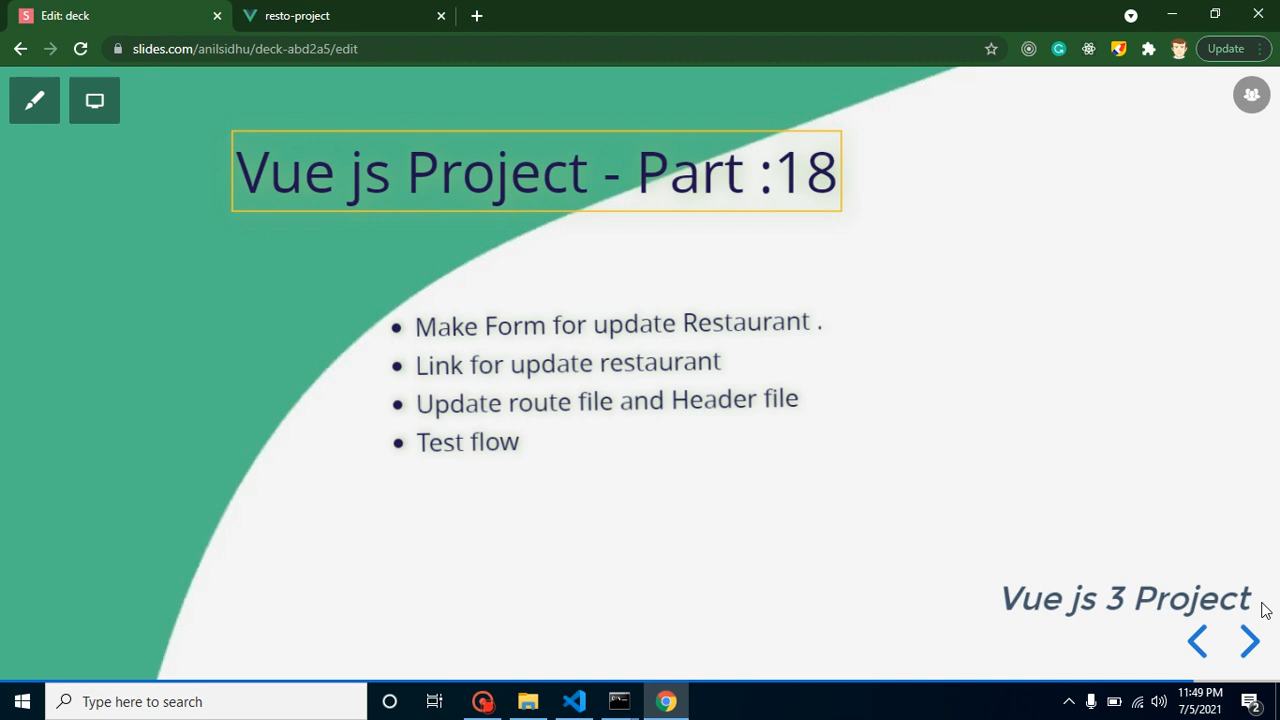 Edit: deck
resto-project
slides.com/anilsidhu/deck-abd2a5/edit
Update
Vue js Project - Part :18
Make Form for update Restaurant .
Link for update restaurant
Update route file and Header file
Test flow
Vue js 3 Project
Type here to search
11:49 PM
7/5/2021
2